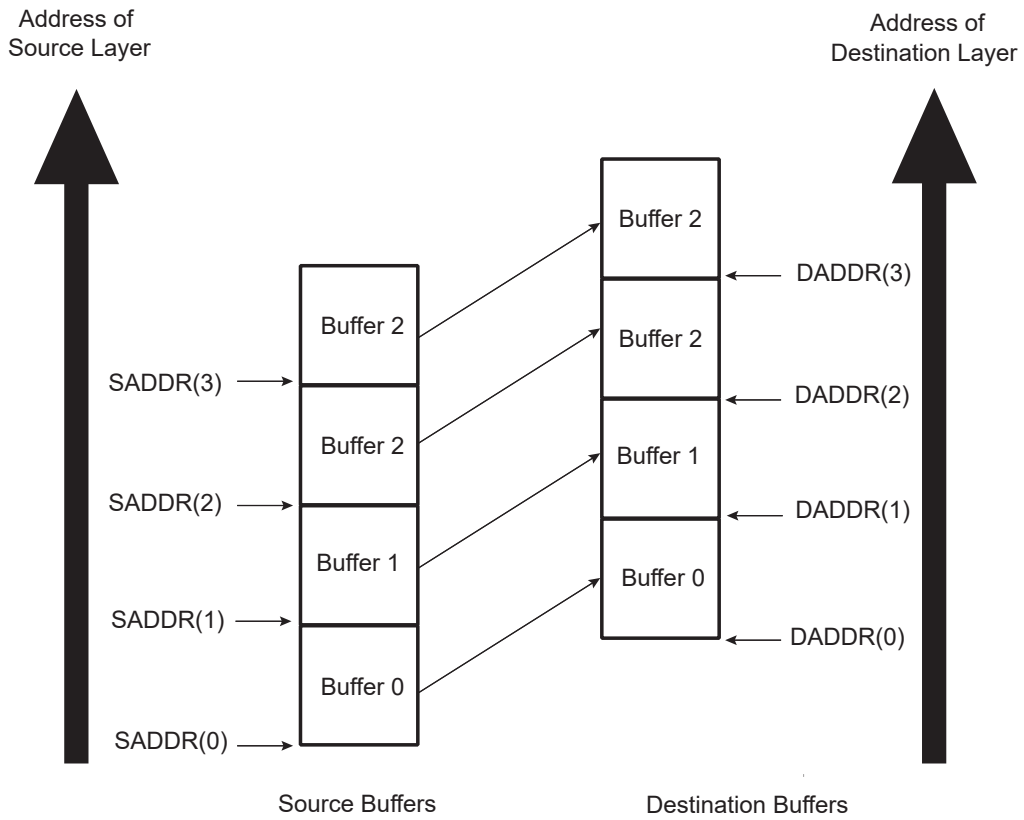 Address of
Source Layer
Address of
Destination Layer
Buffer 2
DADDR(3)
Buffer 2
Buffer 2
SADDR(3)
DADDR(2)
Buffer 2
Buffer 1
SADDR(2)
DADDR(1)
Buffer 1
Buffer 0
SADDR(1)
DADDR(0)
Buffer 0
SADDR(0)
Source Buffers
Destination Buffers